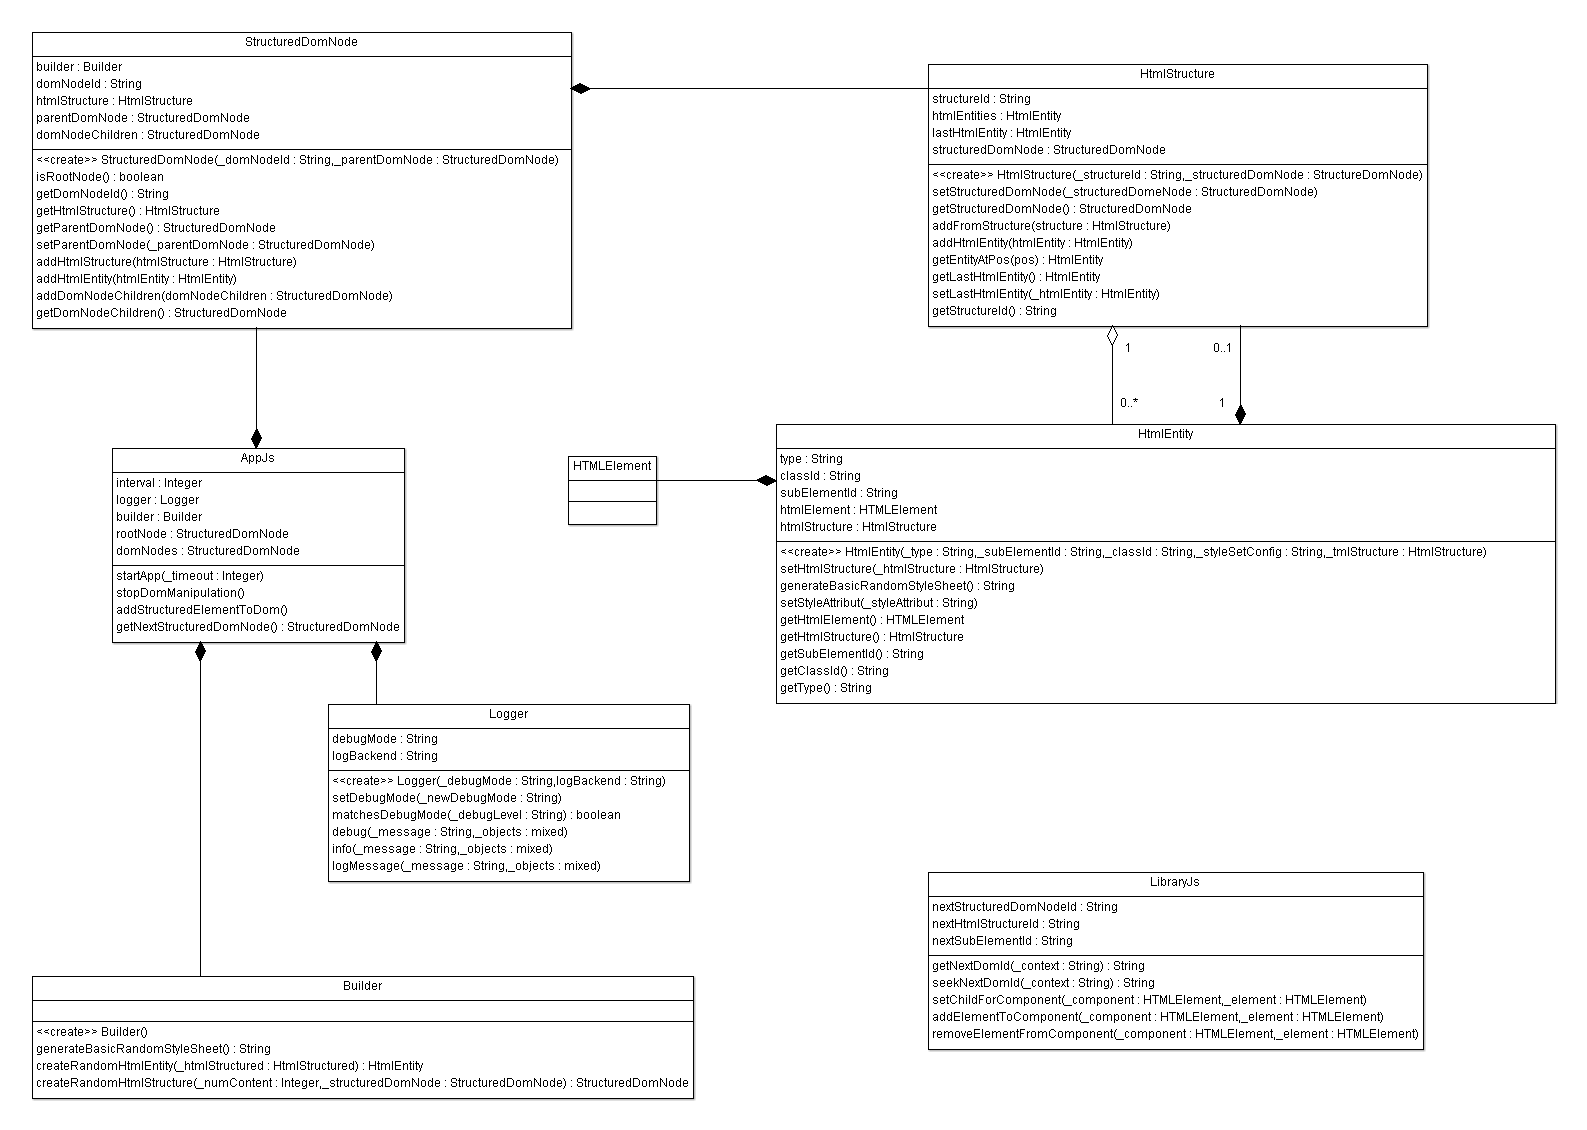 StructuredDomNode
builder : Builder
domNodeId : String
htmlStructure : HtmlStructure
parentDomNode : StructuredDomNode
domNodeChildren : StructuredDomNode
<<create>> StructuredDomNode(_domNodeId : String,_parentDomNode : StructuredDomNode)
isRootNode() : boolean
getDomNodeId() : String
getHtmlStructure() : HtmlStructure
getParentDomNode() : StructuredDomNode
setParentDomNode(_parentDomNode : StructuredDomNode)
addHtmlStructure(htmlStructure : HtmlStructure)
addHtmlEntity(htmlEntity : HtmlEntity)
addDomNodeChildren(domNodeChildren : StructuredDomNode)
getDomNodeChildren() : StructuredDomNode
HtmlStructure
structureId : String
htmlEntities : HtmlEntity
lastHtmlEntity : HtmlEntity
structuredDomNode : StructuredDomNode
<<create>> HtmlStructure(_structureId : String,_structuredDomNode : StructureDomNode)
setStructuredDomNode(_structuredDomeNode : StructuredDomNode)
getStructuredDomNode() : StructuredDomNode
addFromStructure(structure : HtmlStructure)
addHtmlEntity(htmlEntity : HtmlEntity)
getEntityAtPos(pos) : HtmlEntity
getLastHtmlEntity() : HtmlEntity
setLastHtmlEntity(_htmlEntity : HtmlEntity)
getStructureId() : String
1
0..1
0..*
1
AppJs
interval : Integer
logger : Logger
builder : Builder
rootNode : StructuredDomNode
domNodes : StructuredDomNode
startApp(_timeout : Integer)
stopDomManipulation()
addStructuredElementToDom()
getNextStructuredDomNode() : StructuredDomNode
HTMLElement
HtmlEntity
type : String
classId : String
subElementId : String
htmlElement : HTMLElement
htmlStructure : HtmlStructure
<<create>> HtmlEntity(_type : String,_subElementId : String,_classId : String,_styleSetConfig : String,_tmlStructure : HtmlStructure)
setHtmlStructure(_htmlStructure : HtmlStructure)
generateBasicRandomStyleSheet() : String
setStyleAttribut(_styleAttribut : String)
getHtmlElement() : HTMLElement
getHtmlStructure() : HtmlStructure
getSubElementId() : String
getClassId() : String
getType() : String
Logger
debugMode : String
logBackend : String
<<create>> Logger(_debugMode : String,logBackend : String)
setDebugMode(_newDebugMode : String)
matchesDebugMode(_debugLevel : String) : boolean
debug(_message : String,_objects : mixed)
info(_message : String,_objects : mixed)
logMessage(_message : String,_objects : mixed)
LibraryJs
nextStructuredDomNodeId : String
nextHtmlStructureId : String
nextSubElementId : String
getNextDomId(_context : String) : String
seekNextDomId(_context : String) : String
setChildForComponent(_component : HTMLElement,_element : HTMLElement)
addElementToComponent(_component : HTMLElement,_element : HTMLElement)
removeElementFromComponent(_component : HTMLElement,_element : HTMLElement)
Builder
<<create>> Builder()
generateBasicRandomStyleSheet() : String
createRandomHtmlEntity(_htmlStructured : HtmlStructured) : HtmlEntity
createRandomHtmlStructure(_numContent : Integer,_structuredDomNode : StructuredDomNode) : StructuredDomNode